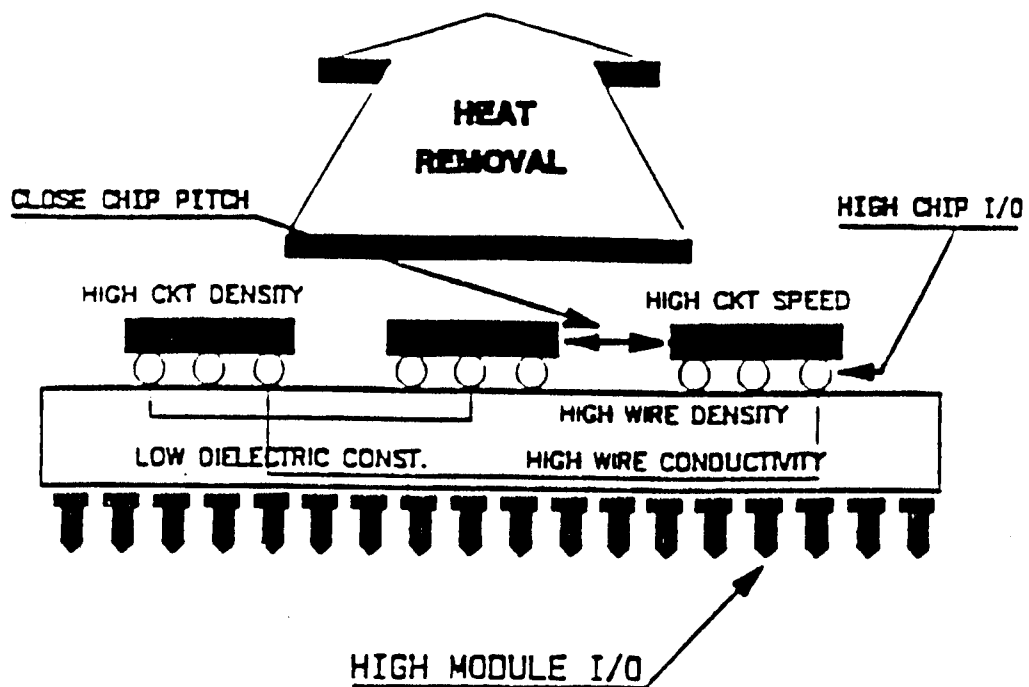 HEAT
REMOVAL
CLOSE CHIP PITCH
HIGH CHIP I/O
HIGH CKT DENSITY
HIGH CKT SPEED
HIGH WIRE DENSITY
LOW DIELECTRIC CONST.
HIGH WIRE CONDUCTIVITY
HIGH MODULE I/O